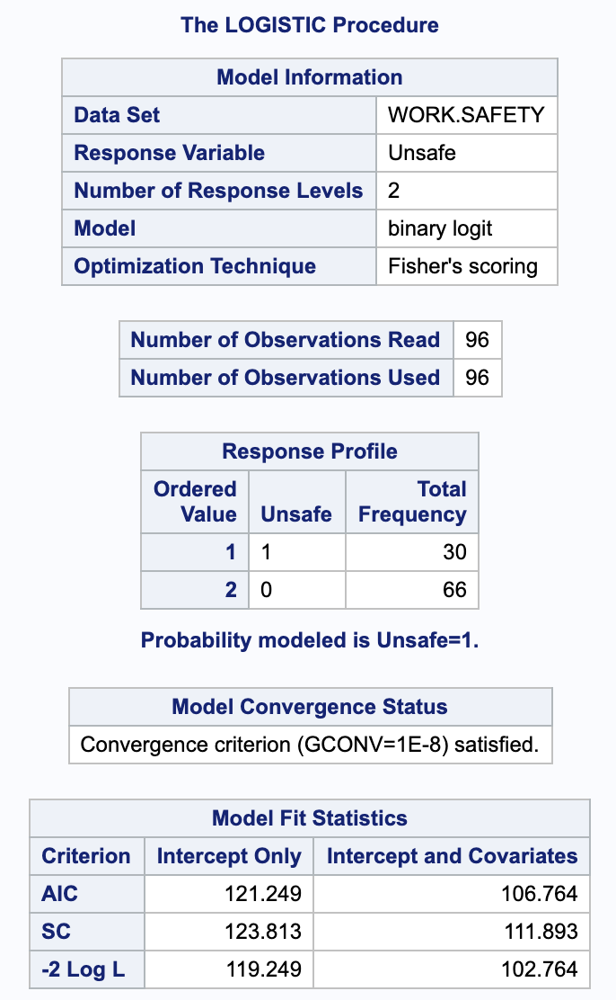 The LOGISTIC Procedure
Model Information
Data Set WORK.SAFETY
Response Variable Unsafe
Number of Response Levels 2
Model binary logit
Optimization Technique Fisher's scoring
Number of Observations Read 96
Number of Observations Used 96
Response Profile
Ordered Value Unsafe Total Frequency
1 1 30
2 0 66
Probability modeled is Unsafe=1.
Model Convergence Status
Convergence criterion (GCONV=1E-8) satisfied.
Model Fit Statistics
Criterion Intercept Only Intercept and Covariates
AIC 121.249 106.764
SC 123.813 111.893
-2 Log L 119.249 102.764